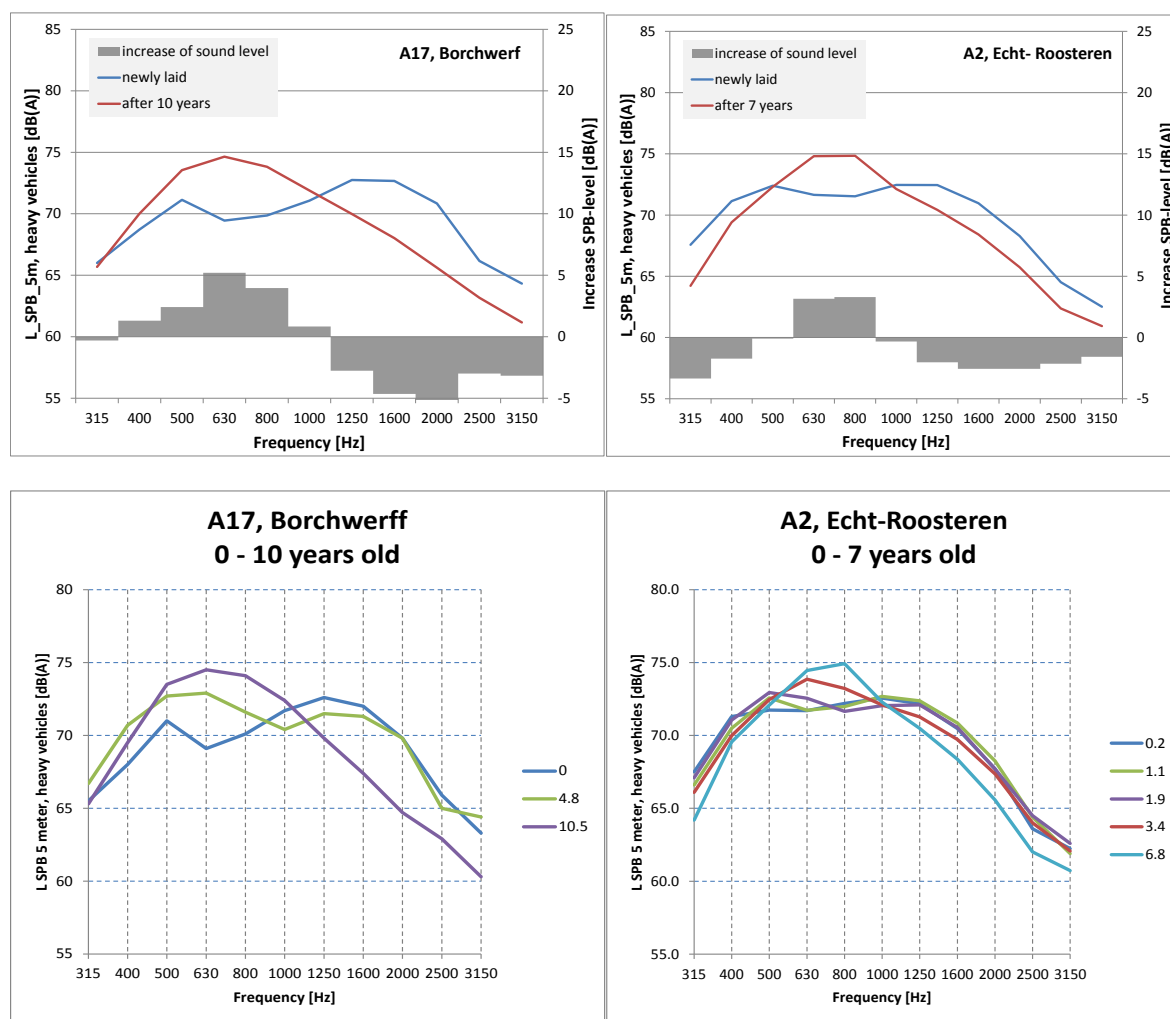 85
80
75
70
65
60
55
L_SPB_5m, heavy vehicles [dB(A)]
increase of sound level
newly laid
after 10 years
A17, Borchwerf
25
20
15
10
5
0
-5
Increase SPB-level [dB(A)]
315 400 500 630 800 1000 1250 1600 2000 2500 3150
Frequency [Hz]
85
80
75
70
65
60
55
L_SPB_5m, heavy vehicles [dB(A)]
increase of sound level
newly laid
after 7 years
A2, Echt- Roosteren
25
20
15
10
5
0
-5
Increase SPB-level [dB(A)]
315 400 500 630 800 1000 1250 1600 2000 2500 3150
Frequency [Hz]
A17, Borchwerff
0 - 10 years old
80
75
70
65
60
55
L SPB 5 meter, heavy vehicles [dB(A)]
0
4.8
10.5
315 400 500 630 800 1000 1250 1600 2000 2500 3150
Frequency [Hz]
A2, Echt-Roosteren
0 - 7 years old
80.0
75.0
70.0
65.0
60.0
55.0
L SPB 5 meter, heavy vehicles [dB(A)]
0.2
1.1
1.9
3.4
6.8
315 400 500 630 800 1000 1250 1600 2000 2500 3150
Frequency [Hz]